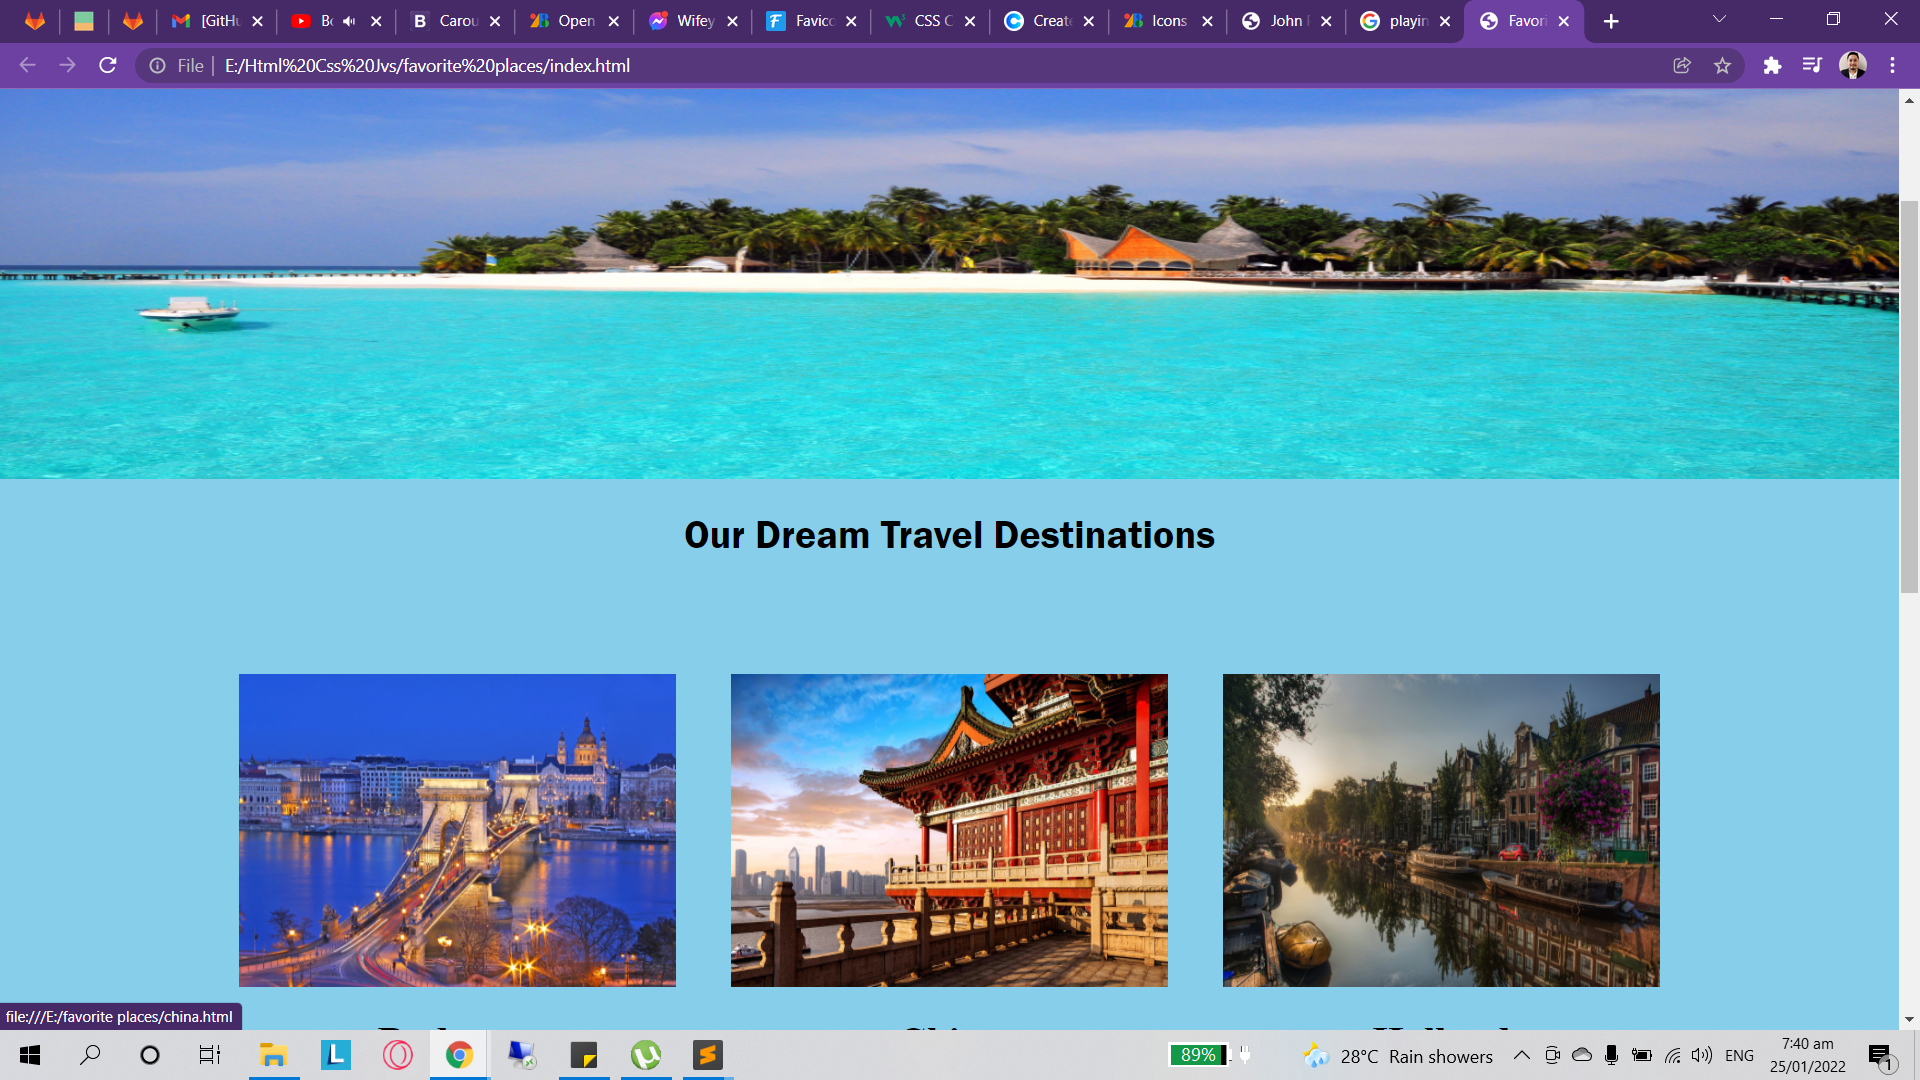 [GitHu
Bo
Carou
Open
Wifey
Favico
CSS C
Create
Icons
John
playin
Favori
File
E:/Html%20Css%20Jvs/favorite%20places/index.html
Our Dream Travel Destinations
file:///E:/favorite places/china.html
89%
28°C Rain showers
ENG
7:40 am
25/01/2022
1